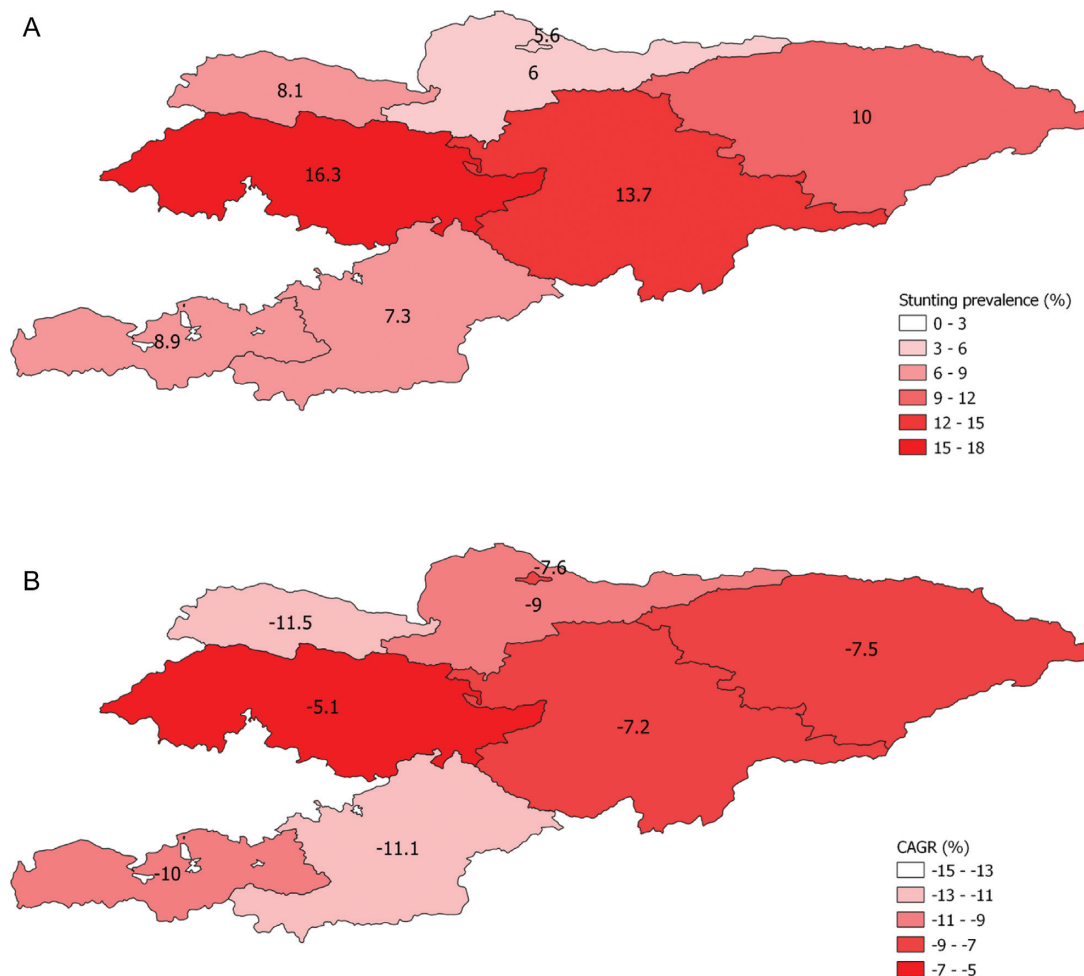 A
5.6
6
8.1
10
16.3
13.7
7.3
8.9
Stunting prevalence (%)
0 - 3
3 - 6
6 - 9
9 - 12
12 - 15
15 - 18
B
-7.6
-9
-11.5
-7.5
-5.1
-7.2
-11.1
-10
CAGR (%)
-15 - -13
-13 - -11
-11 - -9
-9 - -7
-7 - -5